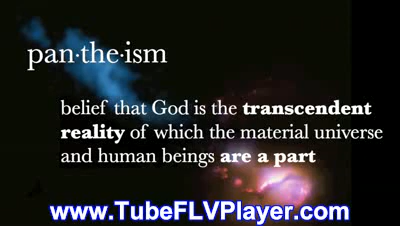 pan·the·ism
belief that God is the transcendent
reality of which the material universe
and human beings are a part
www.TubeFLVPlayer.com